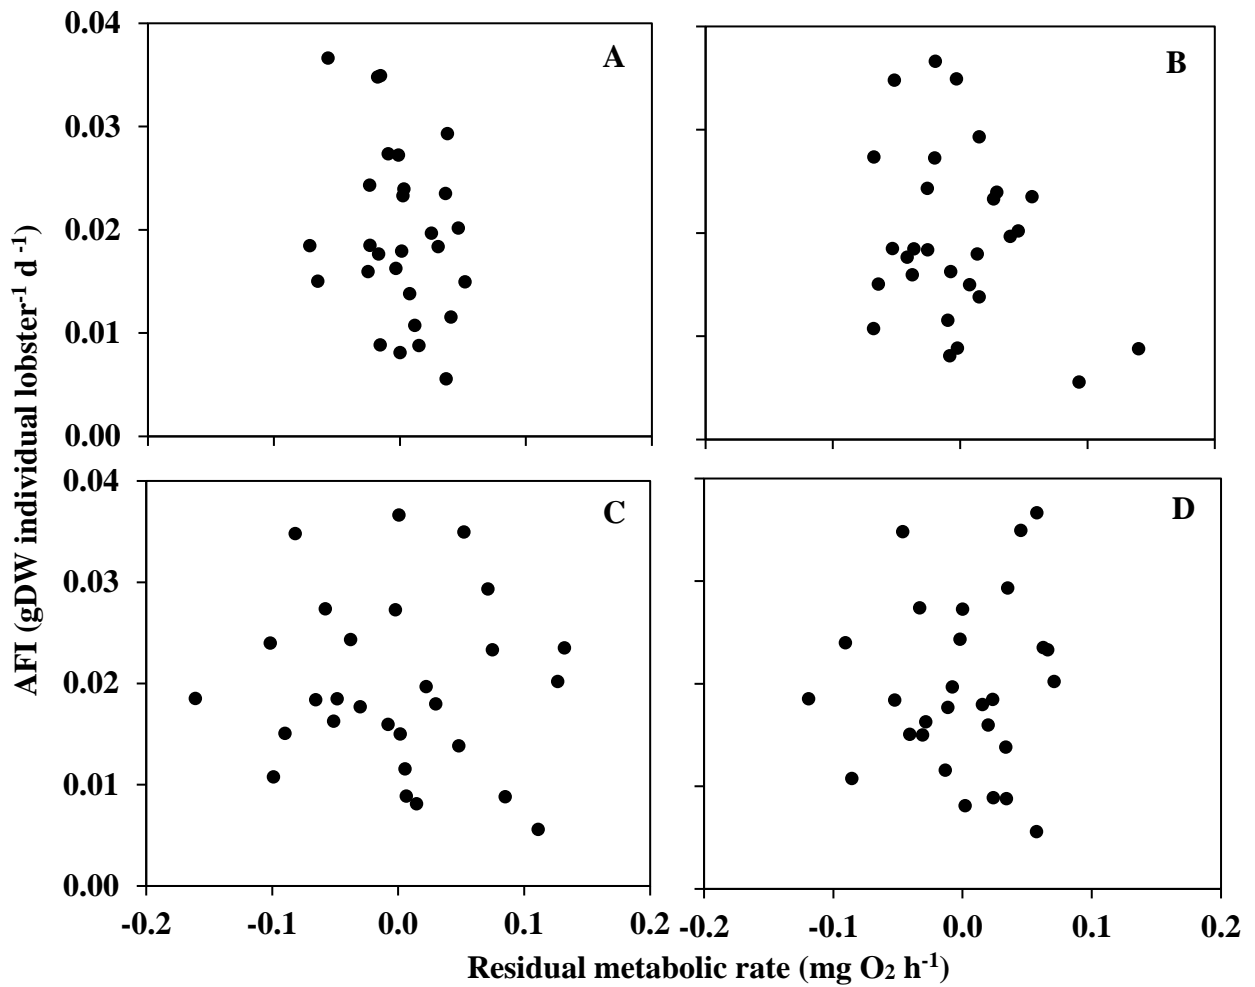 0.04
0.03
0.02
0.01
0.00
A
B
0.04
0.03
0.02
0.01
0.00
C
D
-0.2 -0.1 0.0 0.1 0.2
-0.2 -0.1 0.0 0.1 0.2
AFI (gDW individual lobster⁻¹ d ⁻¹)
Residual metabolic rate (mg O₂ h⁻¹)